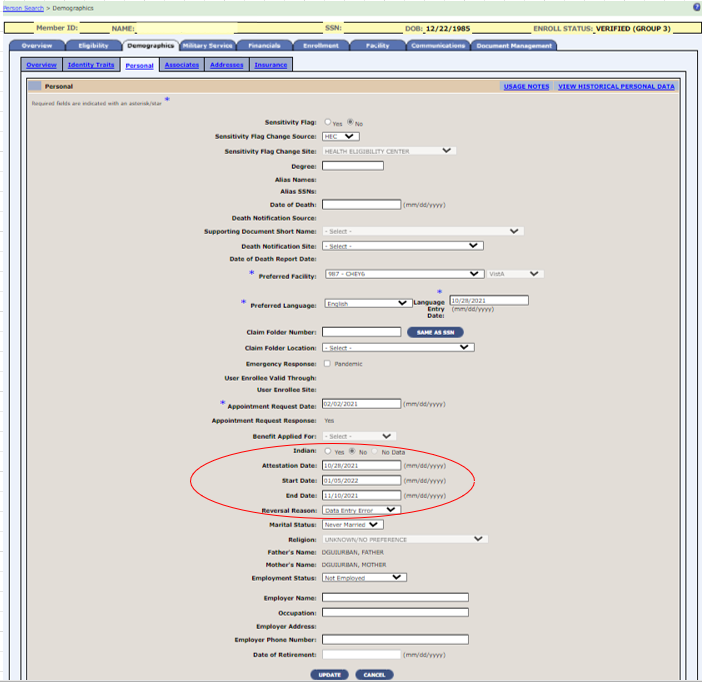 Person Search > Demographics
Member ID: NAME: SSN: DOB: 12/22/1985 ENROLL STATUS: VERIFIED (GROUP 3)
Overview Eligibility Demographics Military Service Financials Enrollment Facility Communications Document Management
Overview Identity Traits Personal Associates Addresses Insurance
Personal USAGE NOTES VIEW HISTORICAL PERSONAL DATA
Required fields are indicated with an asterisk/star *
Sensitivity Flag: Yes No
Sensitivity Flag Change Source: HEC
Sensitivity Flag Change Site: HEALTH ELIGIBILITY CENTER
Degree:
Alias Names:
Alias SSNs:
Date of Death: (mm/dd/yyyy)
Death Notification Source:
Supporting Document Short Name: - Select -
Death Notification Site: - Select -
Date of Death Report Date:
* Preferred Facility: 987 - CHEY6 VistA
* Preferred Language: English * Language Entry Date: 10/28/2021 (mm/dd/yyyy)
Claim Folder Number: SAME AS SSN
Claim Folder Location: - Select -
Emergency Response: Pandemic
User Enrollee Valid Through:
User Enrollee Site:
* Appointment Request Date: 02/02/2021 (mm/dd/yyyy)
Appointment Request Response: Yes
Benefit Applied For: - Select -
Indian: Yes No No Data
Attestation Date: 10/28/2021 (mm/dd/yyyy)
Start Date: 01/05/2022 (mm/dd/yyyy)
End Date: 11/10/2021 (mm/dd/yyyy)
Reversal Reason: Data Entry Error
Marital Status: Never Married
Religion: UNKNOWN/NO PREFERENCE
Father's Name: DGUIURBAN, FATHER
Mother's Name: DGUIURBAN, MOTHER
Employment Status: Not Employed
Employer Name:
Occupation:
Employer Address:
Employer Phone Number:
Date of Retirement: (mm/dd/yyyy)
UPDATE CANCEL